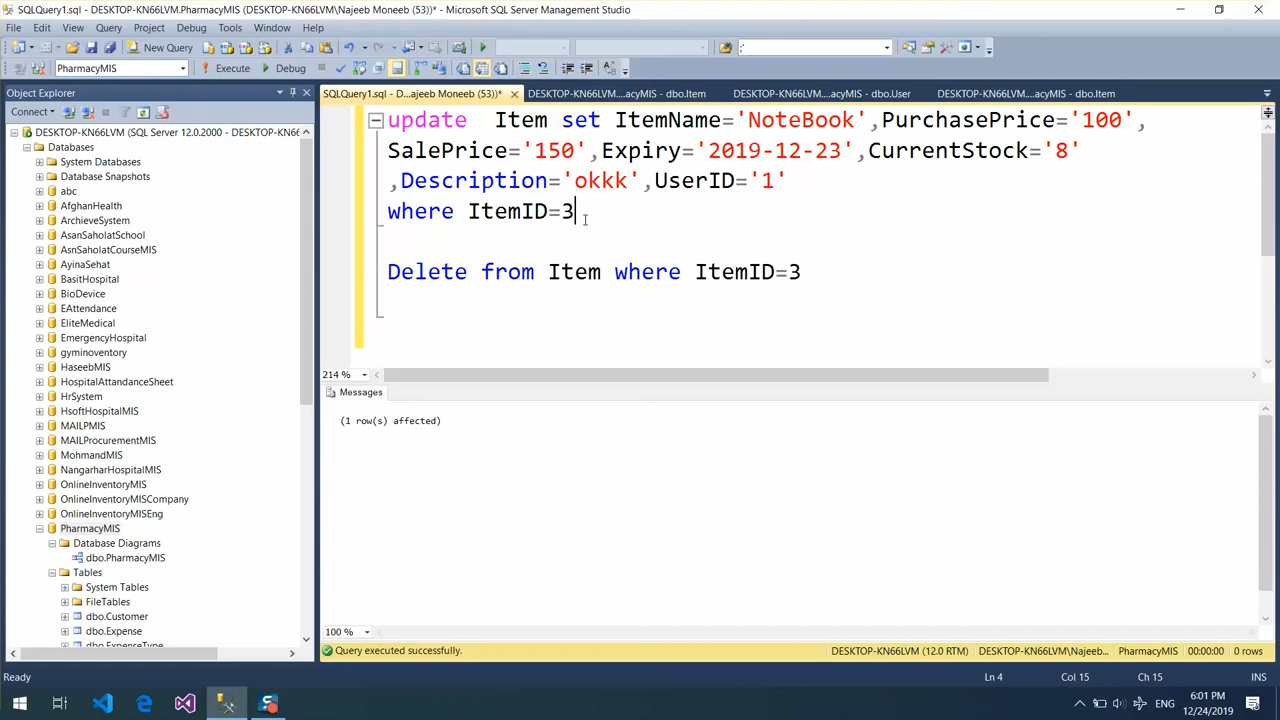 SQLQuery1.sql - DESKTOP-KN66LVM.PharmacyMIS (DESKTOP-KN66LVM\Najeeb Moneeb (53))* - Microsoft SQL Server Management Studio
File Edit View Query Project Debug Tools Window Help
New Query
PharmacyMIS Execute Debug
Object Explorer
Connect
DESKTOP-KN66LVM (SQL Server 12.0.2000 - DESKTOP-KN66
Databases
System Databases
Database Snapshots
abc
AfghanHealth
ArchieveSystem
AsanSaholatSchool
AsnSaholatCourseMIS
AyinaSehat
BasitHospital
BioDevice
EAttendance
EliteMedical
EmergencyHospital
gyminoventory
HaseebMIS
HospitalAttandanceSheet
HrSystem
HsoftHospitalMIS
MAILPMIS
MAILProcurementMIS
MohmandMIS
NangarharHospitalMIS
OnlineInventoryMIS
OnlineInventoryMISCompany
OnlineInventoryMISEng
PharmacyMIS
Database Diagrams
dbo.PharmacyMIS
Tables
System Tables
FileTables
dbo.Customer
dbo.Expense
dbo.ExpenseType
SQLQuery1.sql - D...ajeeb Moneeb (53))* DESKTOP-KN66LVM....acyMIS - dbo.Item DESKTOP-KN66LVM....acyMIS - dbo.User DESKTOP-KN66LVM....acyMIS - dbo.Item
update Item set ItemName='NoteBook',PurchasePrice='100',
SalePrice='150',Expiry='2019-12-23',CurrentStock='8'
,Description='okkk',UserID='1'
where ItemID=3
Delete from Item where ItemID=3
214 %
Messages
(1 row(s) affected)
100 %
Query executed successfully. DESKTOP-KN66LVM (12.0 RTM) DESKTOP-KN66LVM\Najeeb... PharmacyMIS 00:00:00 0 rows
Ready Ln 4 Col 15 Ch 15 INS
ENG 6:01 PM
12/24/2019